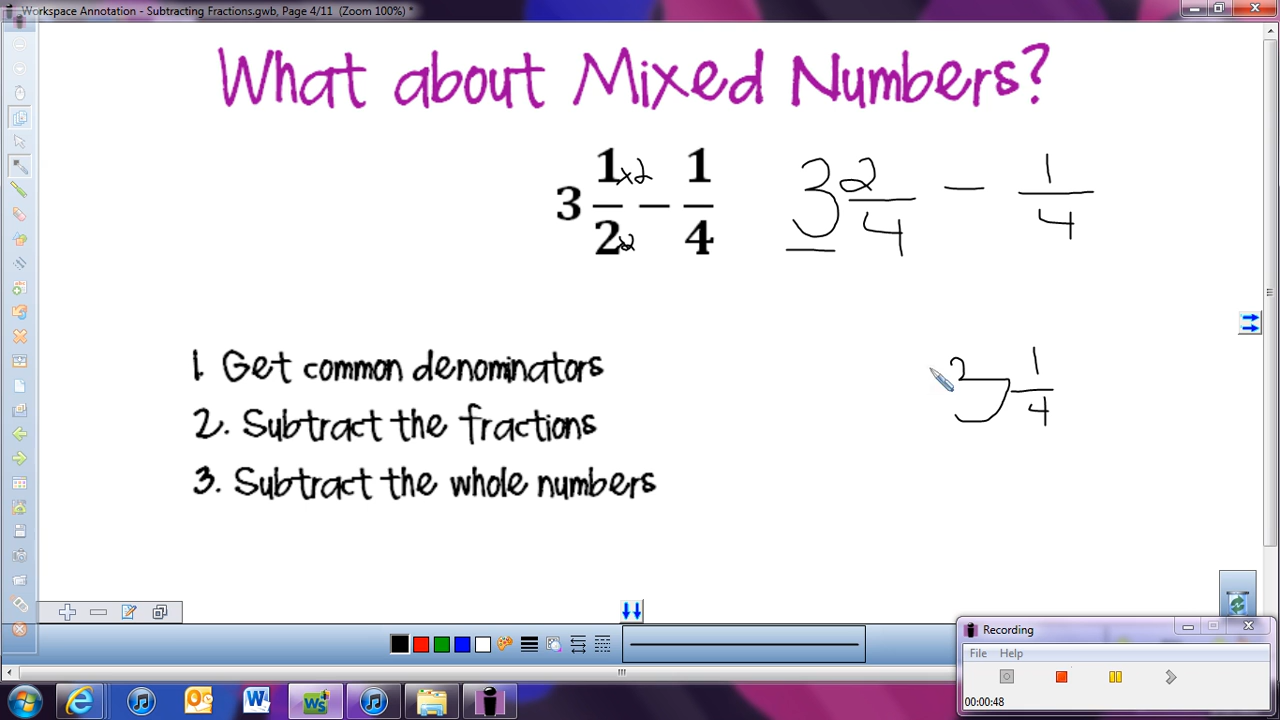 Workspace Annotation - Subtracting Fractions.gwb, Page 4/11 (Zoom 100%) *
What about Mixed Numbers?
3 1/2 − 1/4
x2
x2
3 2/4 − 1/4
3 1/4
1. Get common denominators
2. Subtract the fractions
3. Subtract the whole numbers
Recording
File Help
00:00:48